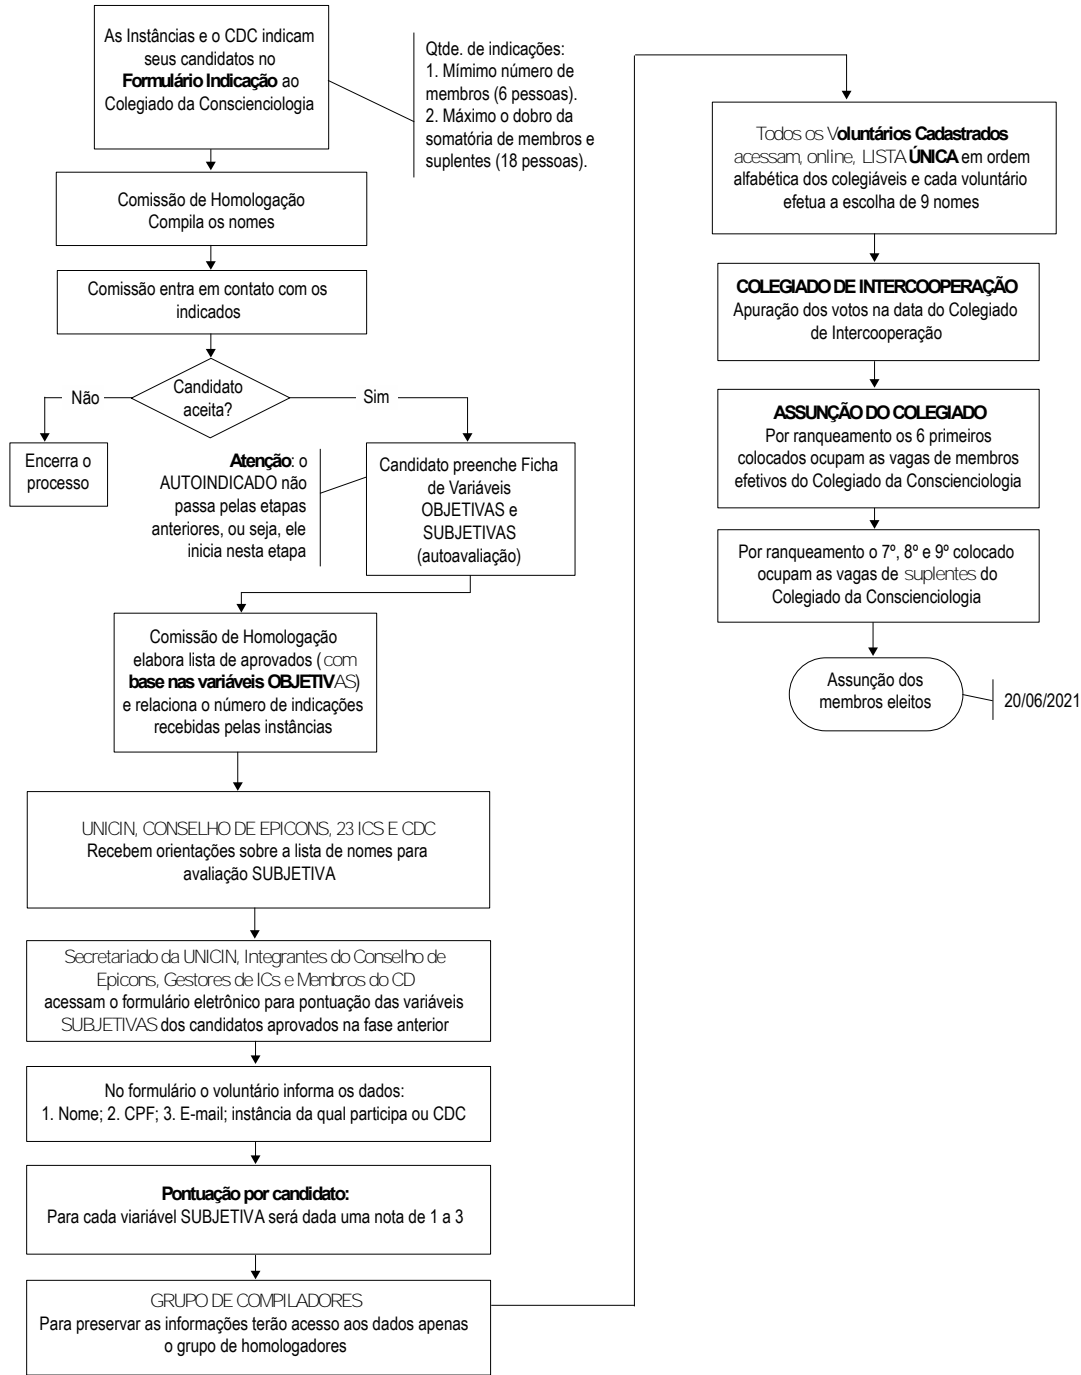 As Instâncias e o CDC indicam
seus candidatos no
Formulário Indicação ao
Colegiado da Conscienciologia
Qtde. de indicações:
1. Mímimo número de
membros (6 pessoas).
2. Máximo o dobro da
somatória de membros e
suplentes (18 pessoas).
Comissão de Homologação
Compila os nomes
Comissão entra em contato com os
indicados
Candidato
aceita?
Não
Sim
Encerra o
processo
Atenção: o
AUTOINDICADO não
passa pelas etapas
anteriores, ou seja, ele
inicia nesta etapa
Candidato preenche Ficha
de Variáveis
OBJETIVAS e
SUBJETIVAS
(autoavaliação)
Comissão de Homologação
elabora lista de aprovados (com
base nas variáveis OBJETIVAS)
e relaciona o número de indicações
recebidas pelas instâncias
UNICIN, CONSELHO DE EPICONS, 23 ICS E CDC
Recebem orientações sobre a lista de nomes para
avaliação SUBJETIVA
Secretariado da UNICIN, Integrantes do Conselho de
Epicons, Gestores de ICs e Membros do CD
acessam o formulário eletrônico para pontuação das variáveis
SUBJETIVAS dos candidatos aprovados na fase anterior
No formulário o voluntário informa os dados:
1. Nome; 2. CPF; 3. E-mail; instância da qual participa ou CDC
Pontuação por candidato:
Para cada viariável SUBJETIVA será dada uma nota de 1 a 3
GRUPO DE COMPILADORES
Para preservar as informações terão acesso aos dados apenas
o grupo de homologadores
Todos os Voluntários Cadastrados
acessam, online, LISTA ÚNICA em ordem
alfabética dos colegiáveis e cada voluntário
efetua a escolha de 9 nomes
COLEGIADO DE INTERCOOPERAÇÃO
Apuração dos votos na data do Colegiado
de Intercooperação
ASSUNÇÃO DO COLEGIADO
Por ranqueamento os 6 primeiros
colocados ocupam as vagas de membros
efetivos do Colegiado da Conscienciologia
Por ranqueamento o 7º, 8º e 9º colocado
ocupam as vagas de suplentes do
Colegiado da Conscienciologia
Assunção dos
membros eleitos
20/06/2021